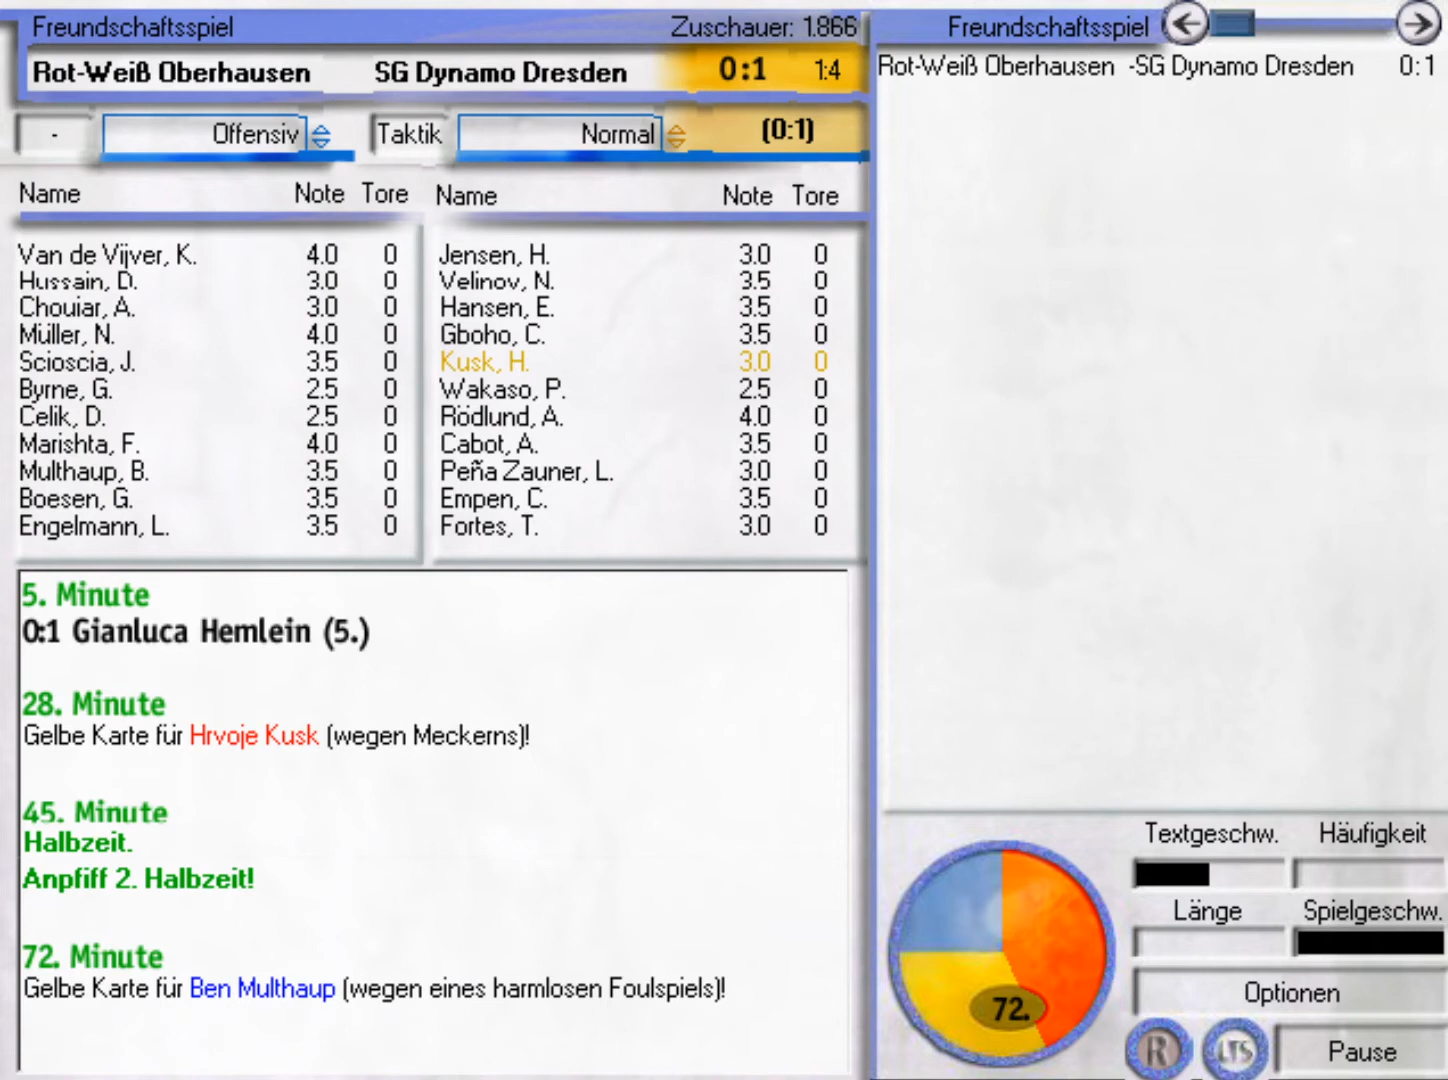 Freundschaftsspiel Zuschauer: 1.866
Rot-Weiß Oberhausen SG Dynamo Dresden 0:1 1:4
- Offensiv Taktik Normal (0:1)
Name Note Tore Name Note Tore
Van de Vijver, K. 4.0 0 Jensen, H. 3.0 0
Hussain, D. 3.0 0 Velinov, N. 3.5 0
Chouiar, A. 3.0 0 Hansen, E. 3.5 0
Müller, N. 4.0 0 Gboho, C. 3.5 0
Scioscia, J. 3.5 0 Kusk, H. 3.0 0
Byrne, G. 2.5 0 Wakaso, P. 2.5 0
Celik, D. 2.5 0 Rödlund, A. 4.0 0
Marishta, F. 4.0 0 Cabot, A. 3.5 0
Multhaup, B. 3.5 0 Peña Zauner, L. 3.0 0
Boesen, G. 3.5 0 Empen, C. 3.5 0
Engelmann, L. 3.5 0 Fortes, T. 3.0 0
5. Minute
0:1 Gianluca Hemlein (5.)
28. Minute
Gelbe Karte für Hrvoje Kusk (wegen Meckerns)!
45. Minute
Halbzeit.
Anpfiff 2. Halbzeit!
72. Minute
Gelbe Karte für Ben Multhaup (wegen eines harmlosen Foulspiels)!
Freundschaftsspiel
Rot-Weiß Oberhausen -SG Dynamo Dresden 0:1
72.
Textgeschw. Häufigkeit
Länge Spielgeschw.
Optionen
R LTS Pause